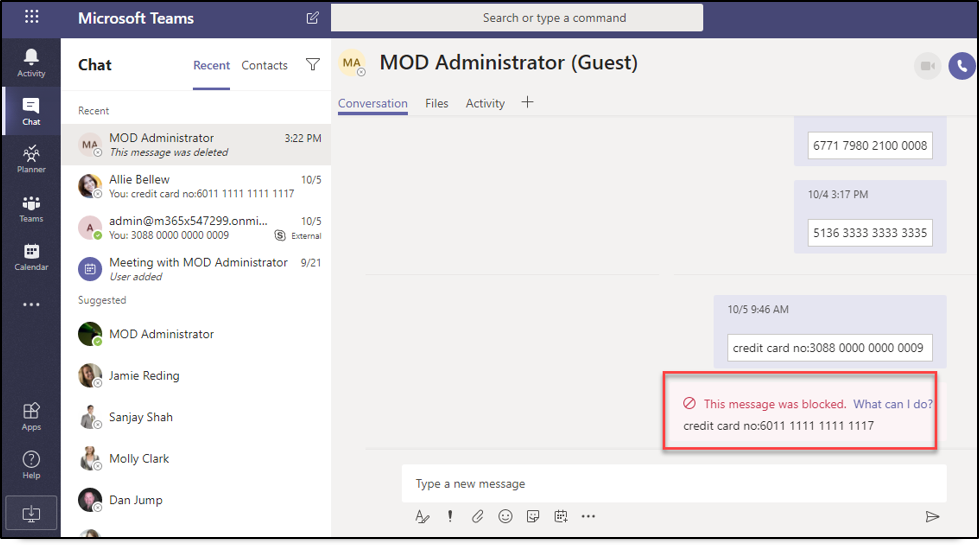 Microsoft Teams
Search or type a command
Activity
Chat
Planner
Teams
Calendar
Apps
Help
Chat
Recent Contacts
Recent
MA
MOD Administrator 3:22 PM
This message was deleted
Allie Bellew 10/5
You: credit card no:6011 1111 1111 1117
A
admin@m365x547299.onmi... 10/5
You: 3088 0000 0000 0009 External
Meeting with MOD Administrator 9/21
User added
Suggested
MOD Administrator
Jamie Reding
Sanjay Shah
Molly Clark
Dan Jump
MA
MOD Administrator (Guest)
Conversation Files Activity
6771 7980 2100 0008
10/4 3:17 PM
5136 3333 3333 3335
10/5 9:46 AM
credit card no:3088 0000 0000 0009
This message was blocked. What can I do?
credit card no:6011 1111 1111 1117
Type a new message